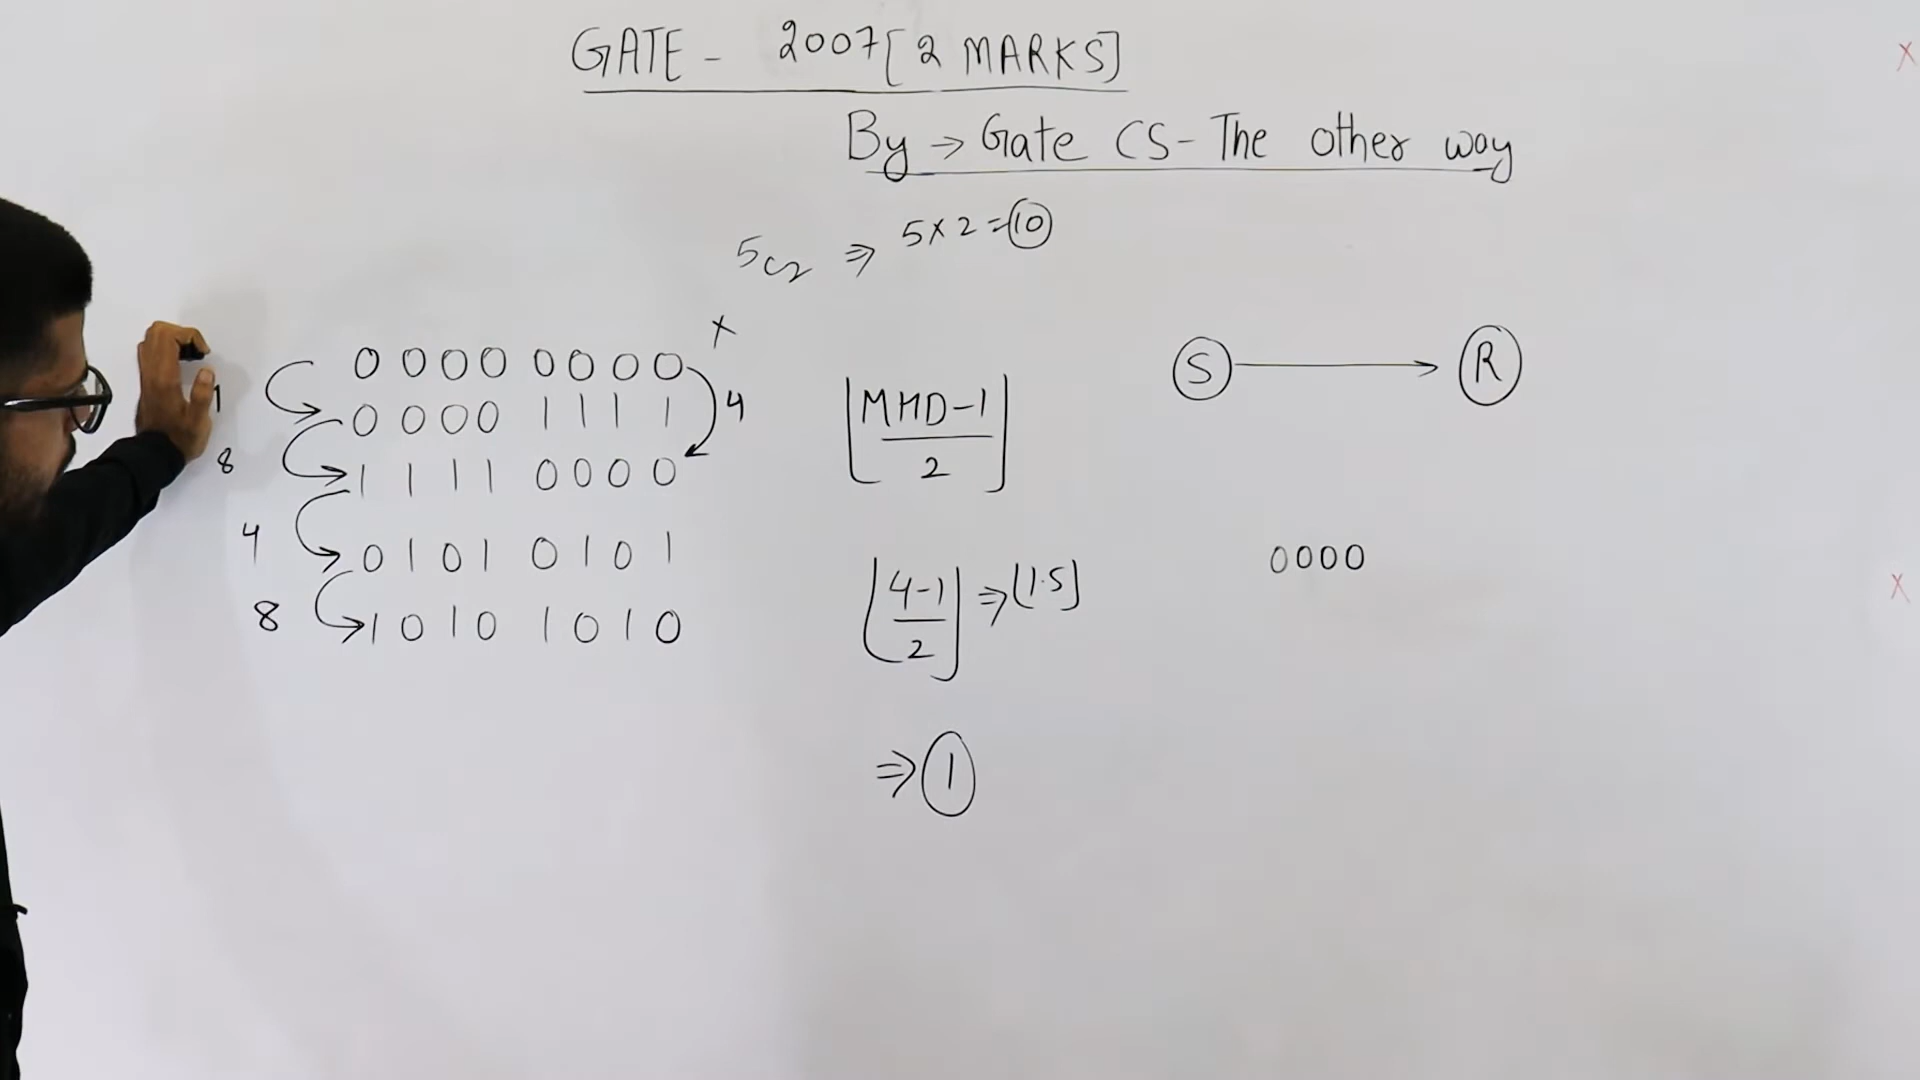 GATE - 2007 [2 MARKS]
By → Gate CS - The other way
5c2 ⇒ 5×2=10
×
0 0 0 0 0 0 0 0
0 0 0 0 1 1 1 1
4
8
1 1 1 1 0 0 0 0
4
0 1 0 1 0 1 0 1
8
1 0 1 0 1 0 1 0
⌊MHD-1
2⌋
⌊4-1
2⌋ ⇒ ⌊1.5⌋
⇒ 1
S → R
0000
×
×